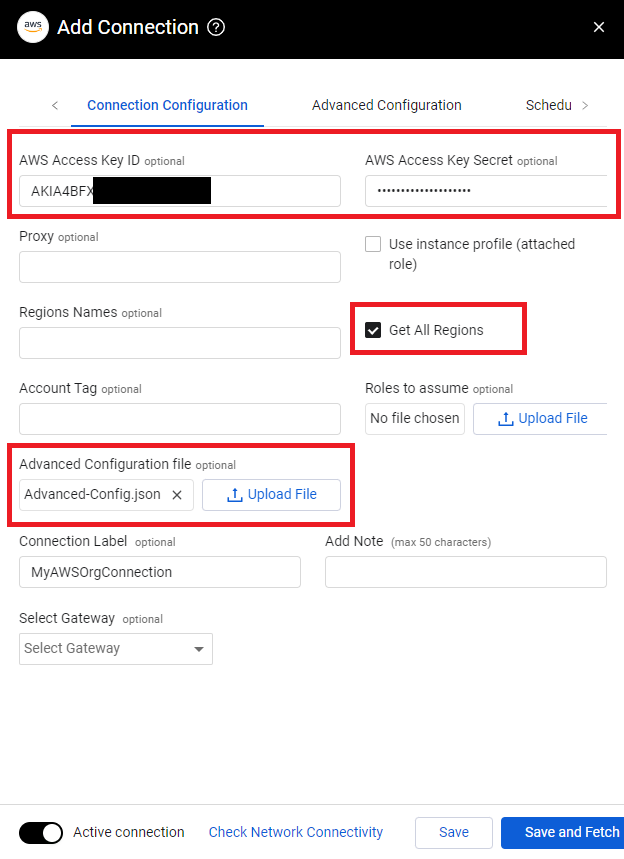 aws Add Connection ?
Connection Configuration Advanced Configuration Schedu
AWS Access Key ID optional AWS Access Key Secret optional
AKIA4BFX ••••••••••••••••••••
Proxy optional
Use instance profile (attached
role)
Regions Names optional
Get All Regions
Account Tag optional Roles to assume optional
No file chosen Upload File
Advanced Configuration file optional
Advanced-Config.json Upload File
Connection Label optional Add Note (max 50 characters)
MyAWSOrgConnection
Select Gateway optional
Select Gateway
Active connection Check Network Connectivity Save Save and Fetch